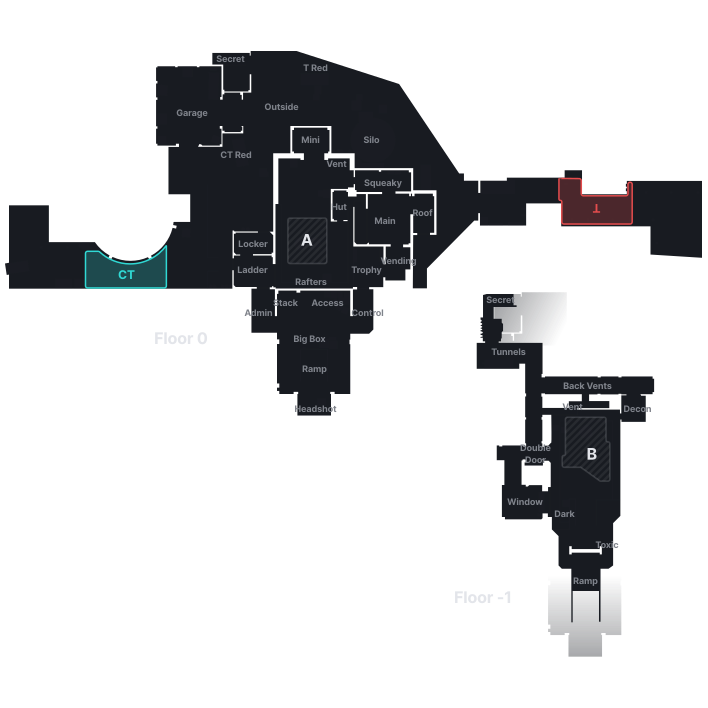 Secret
T Red
Garage
Outside
Mini
Silo
CT Red
Vent
Squeaky
Hut
Main
Roof
T
A
Locker
Vending
CT
Ladder
Trophy
Rafters
Stack
Access
Admin
Control
Floor 0
Big Box
Ramp
Headshot
Secret
Tunnels
Back Vents
Vent
Decon
Double
Door
B
Window
Dark
Toxic
Ramp
Floor -1